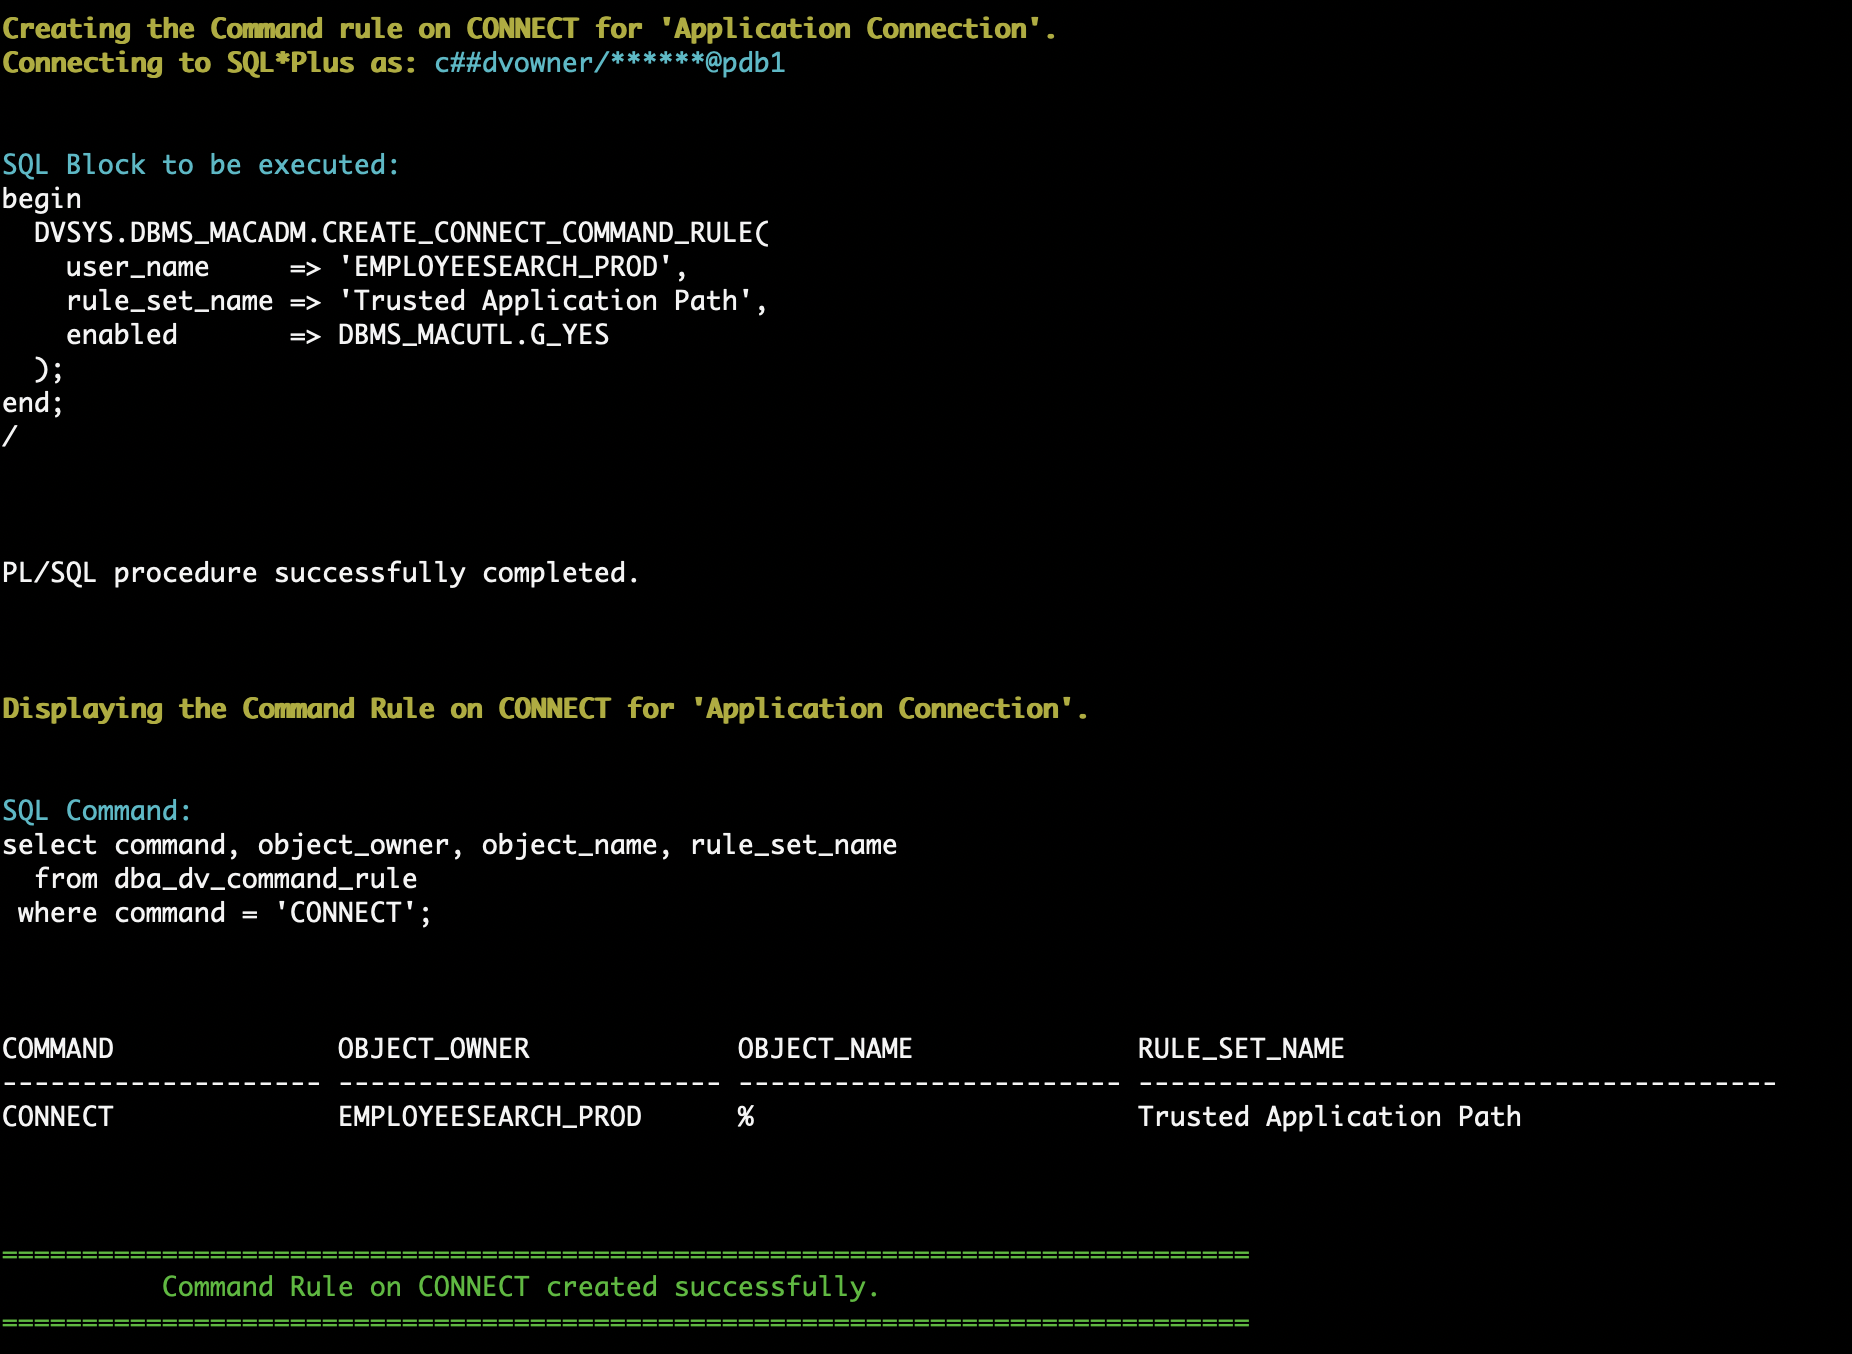 Creating the Command rule on CONNECT for 'Application Connection'.
Connecting to SQL*Plus as: c##dvowner/******@pdb1
SQL Block to be executed:
begin
  DVSYS.DBMS_MACADM.CREATE_CONNECT_COMMAND_RULE(
    user_name     => 'EMPLOYEESEARCH_PROD',
    rule_set_name => 'Trusted Application Path',
    enabled       => DBMS_MACUTL.G_YES
  );
end;
/
PL/SQL procedure successfully completed.
Displaying the Command Rule on CONNECT for 'Application Connection'.
SQL Command:
select command, object_owner, object_name, rule_set_name
  from dba_dv_command_rule
 where command = 'CONNECT';
COMMAND              OBJECT_OWNER             OBJECT_NAME              RULE_SET_NAME
-------------------- ------------------------ ------------------------ ----------------------------------------
CONNECT              EMPLOYEESEARCH_PROD      %                        Trusted Application Path
==============================================================================
          Command Rule on CONNECT created successfully.
==============================================================================